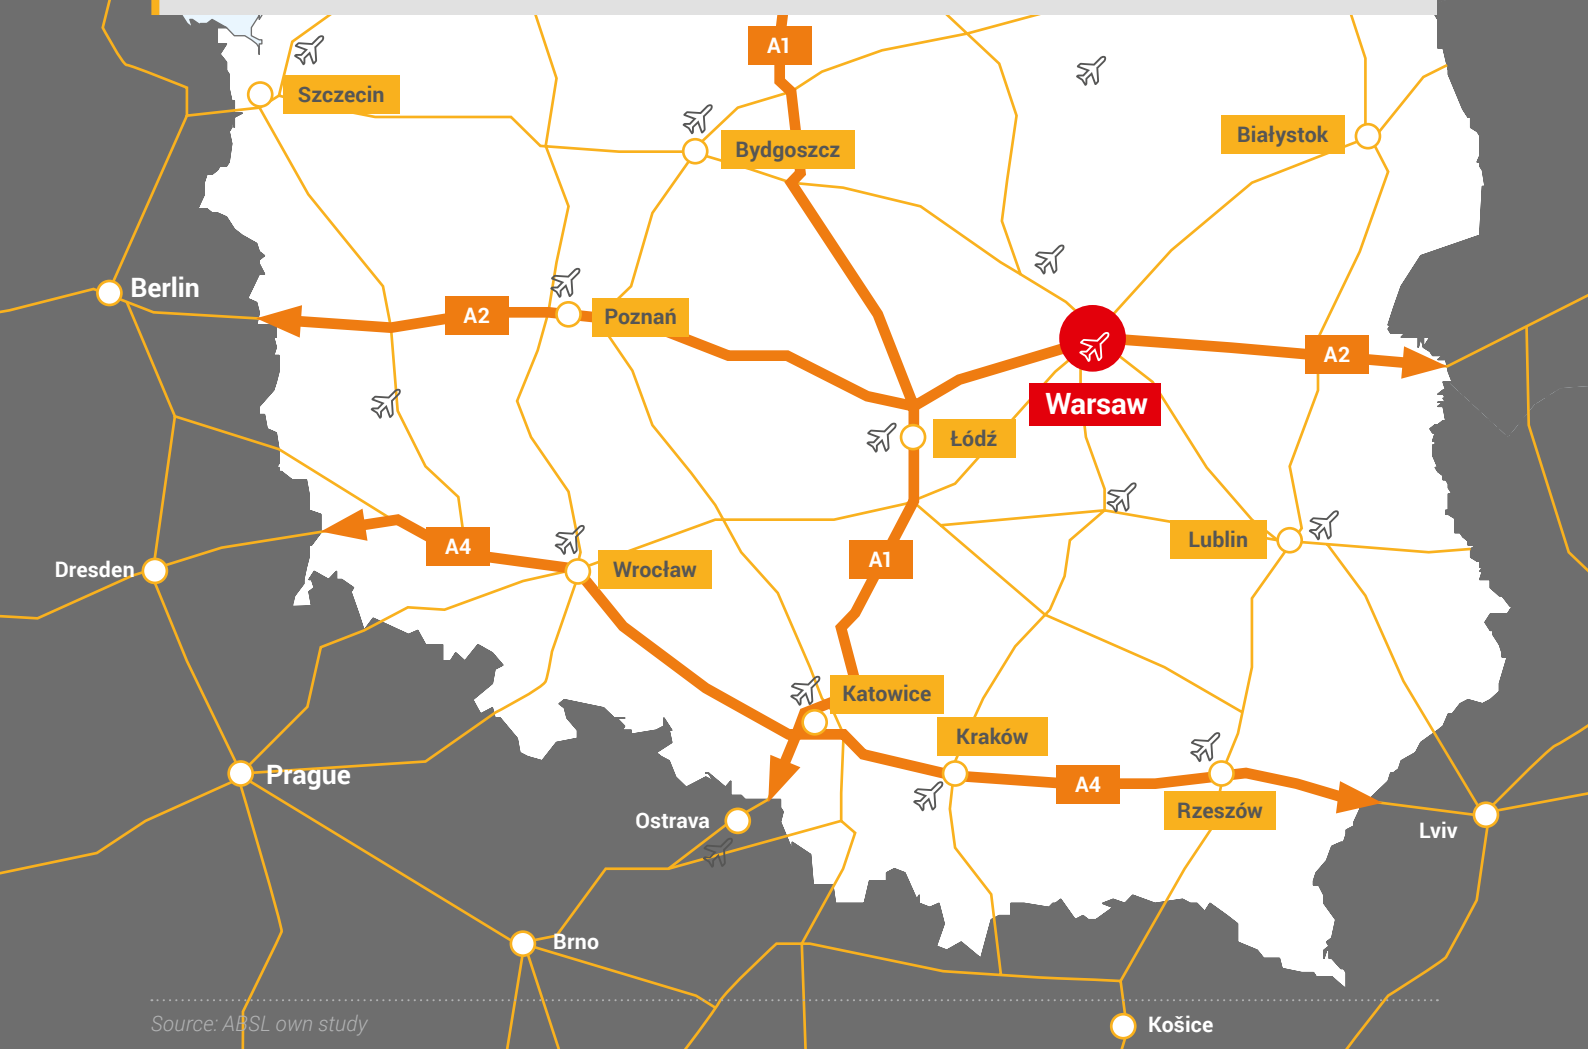 A1
Szczecin
Białystok
Bydgoszcz
Berlin
A2
Poznań
A2
Warsaw
Łódź
Lublin
A4
A1
Dresden
Wrocław
Katowice
Kraków
Prague
A4
Rzeszów
Ostrava
Lviv
Brno
Source: ABSL own study
Košice